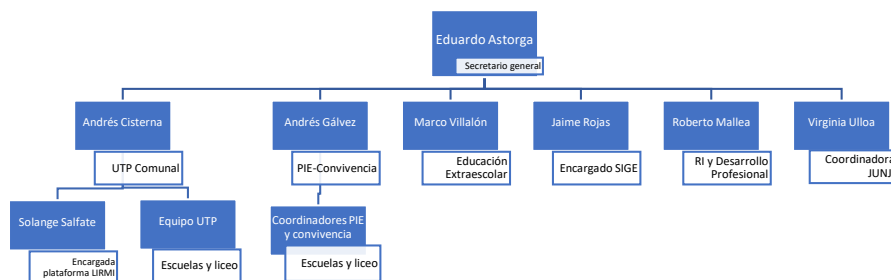 Eduardo Astorga
Secretario general
Andrés Cisterna
UTP Comunal
Andrés Gálvez
PIE-Convivencia
Marco Villalón
Educación
Extraescolar
Jaime Rojas
Encargado SIGE
Roberto Mallea
RI y Desarrollo
Profesional
Virginia Ulloa
Coordinadora
JUNJ
Solange Salfate
Encargada
plataforma LIRMI
Equipo UTP
Escuelas y liceo
Coordinadores PIE
y convivencia
Escuelas y liceo